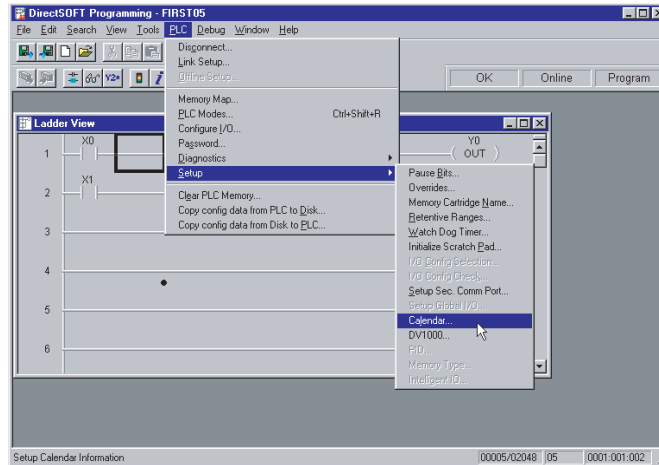 DirectSOFT Programming - FIRST05
File Edit Search View Tools PLC Debug Window Help
Disconnect...
Link Setup...
Offline Setup...
OK Online Program
Memory Map...
PLC Modes... Ctrl+Shift+R
Configure I/O...
Password...
Diagnostics
Setup
Clear PLC Memory...
Copy config data from PLC to Disk...
Copy config data from Disk to PLC...
Ladder View
X0
1
Y0
OUT
X1
2
3
4
5
6
Pause Bits...
Overrides...
Memory Cartridge Name...
Retentive Ranges...
Watch Dog Timer...
Initialize Scratch Pad...
I/O Config Selection...
I/O Config Check...
Setup Sec. Comm Port...
Setup Global I/O...
Calendar...
DV1000...
PID...
Memory Type...
Intelligent IO...
Setup Calendar Information 00005/02048 05 0001:001:002